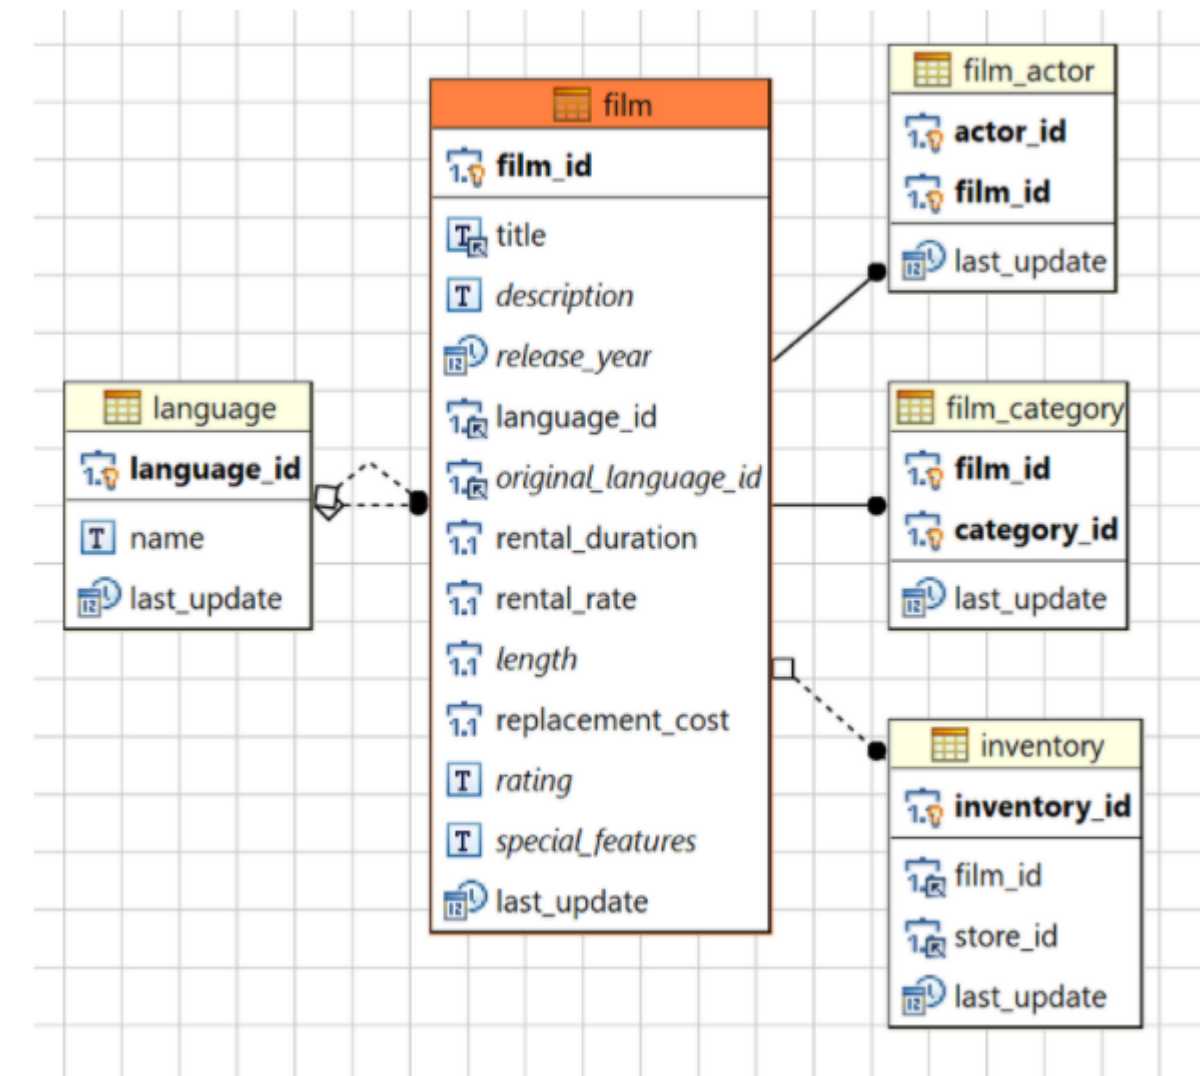 film
film_id
title
description
release_year
language_id
original_language_id
rental_duration
rental_rate
length
replacement_cost
rating
special_features
last_update
language
language_id
name
last_update
film_actor
actor_id
film_id
last_update
film_category
film_id
category_id
last_update
inventory
inventory_id
film_id
store_id
last_update